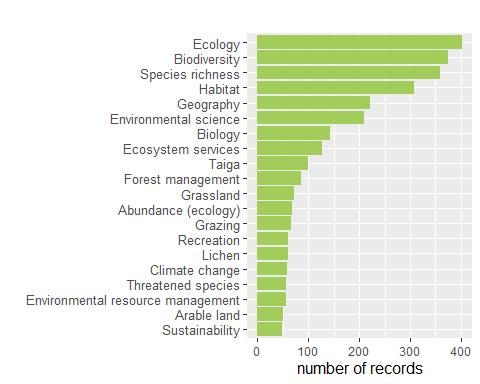 Ecology
Biodiversity
Species richness
Habitat
Geography
Environmental science
Biology
Ecosystem services
Taiga
Forest management
Grassland
Abundance (ecology)
Grazing
Recreation
Lichen
Climate change
Threatened species
Environmental resource management
Arable land
Sustainability
0 100 200 300 400
number of records